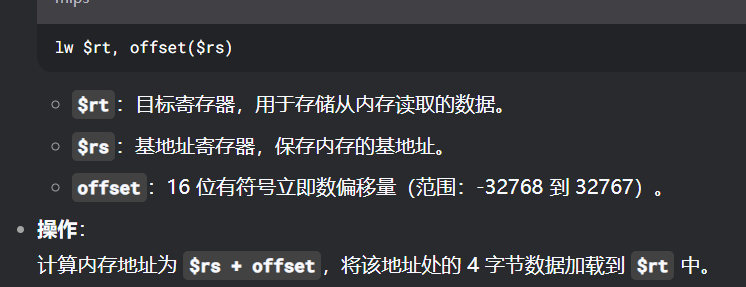 mips
lw $rt, offset($rs)
$rt：目标寄存器，用于存储从内存读取的数据。
$rs：基地址寄存器，保存内存的基地址。
offset：16 位有符号立即数偏移量（范围：-32768 到 32767）。
操作：
计算内存地址为 $rs + offset，将该地址处的 4 字节数据加载到 $rt 中。